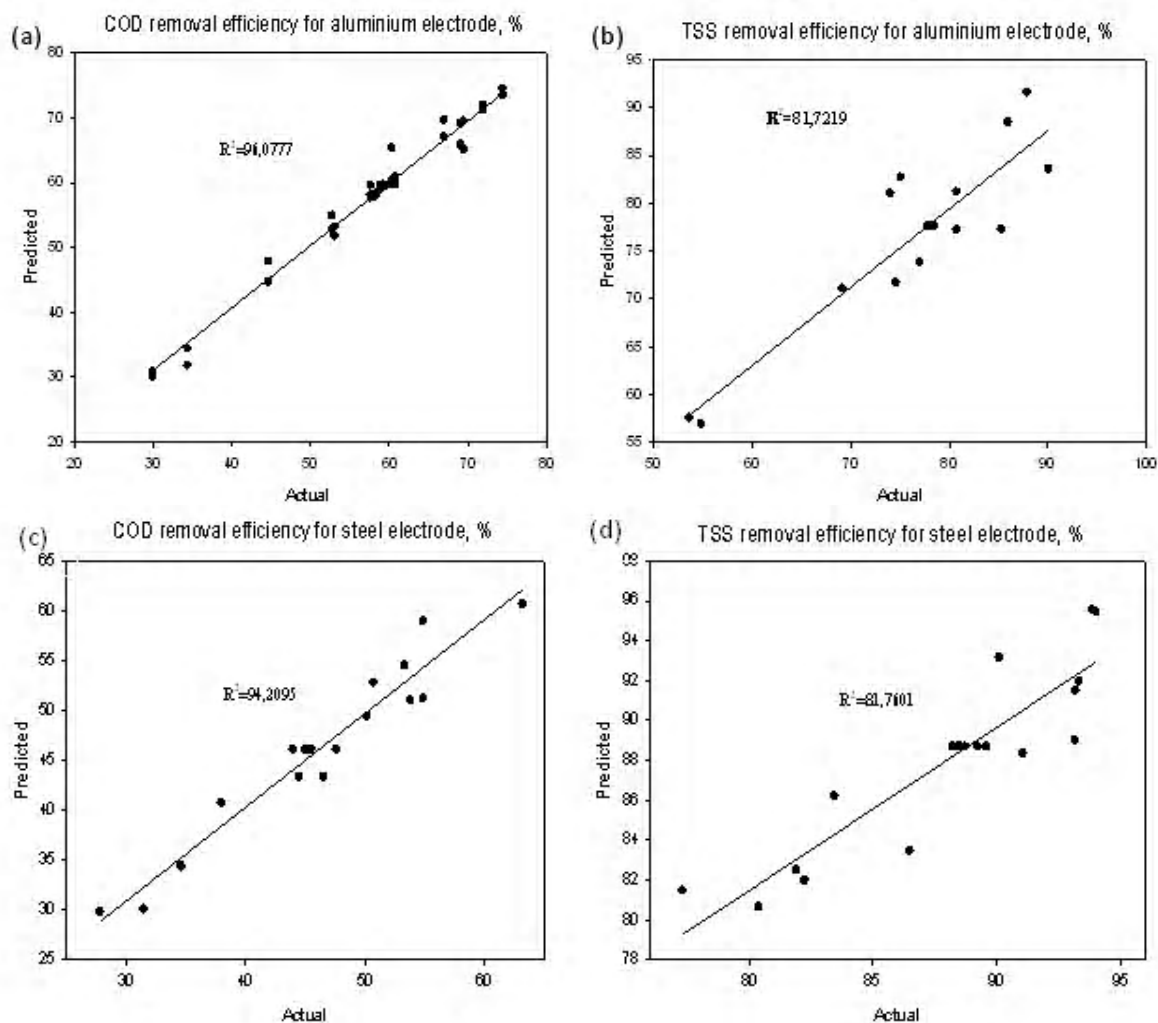 (a)
COD removal efficiency for aluminium electrode, %
80
70
60
50
40
30
20
R²=96,0777
Predicted
20 30 40 50 60 70 80
Actual
(b)
TSS removal efficiency for aluminium electrode, %
95
90
85
80
75
70
65
60
55
R²=81,7219
Predicted
50 60 70 80 90 100
Actual
(c)
COD removal efficiency for steel electrode, %
65
60
55
50
45
40
35
30
25
R²=94,2095
Predicted
30 40 50 60
Actual
(d)
TSS removal efficiency for steel electrode, %
98
96
94
92
90
88
86
84
82
80
78
R²=81,7601
Predicted
80 85 90 95
Actual